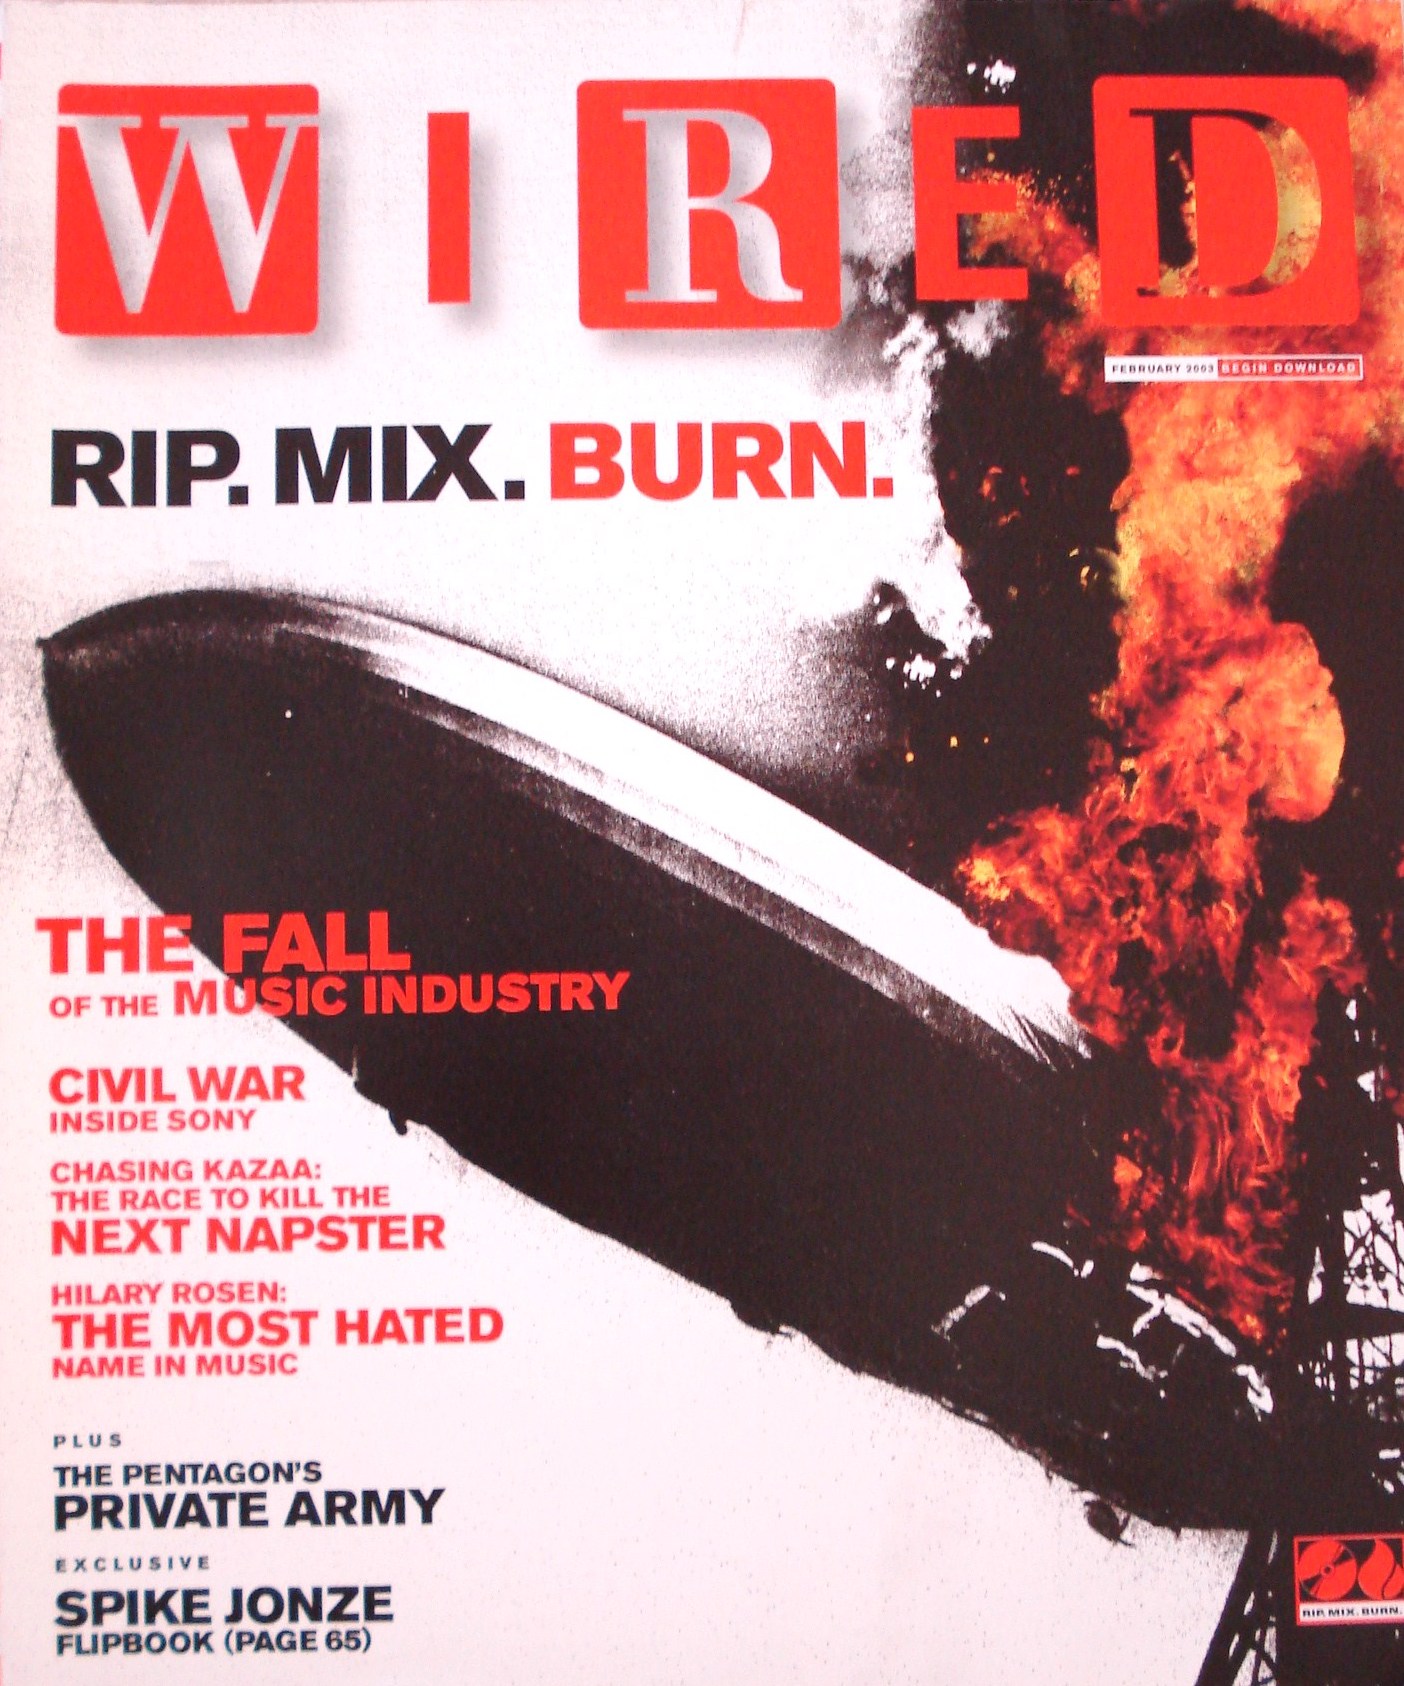 WIRED
FEBRUARY 2003 BEGIN DOWNLOAD
RIP. MIX. BURN.
THE FALL
OF THE MUSIC INDUSTRY
CIVIL WAR
INSIDE SONY
CHASING KAZAA:
THE RACE TO KILL THE
NEXT NAPSTER
HILARY ROSEN:
THE MOST HATED
NAME IN MUSIC
PLUS
THE PENTAGON'S
PRIVATE ARMY
EXCLUSIVE
SPIKE JONZE
FLIPBOOK (PAGE 65)
RIP. MIX. BURN.